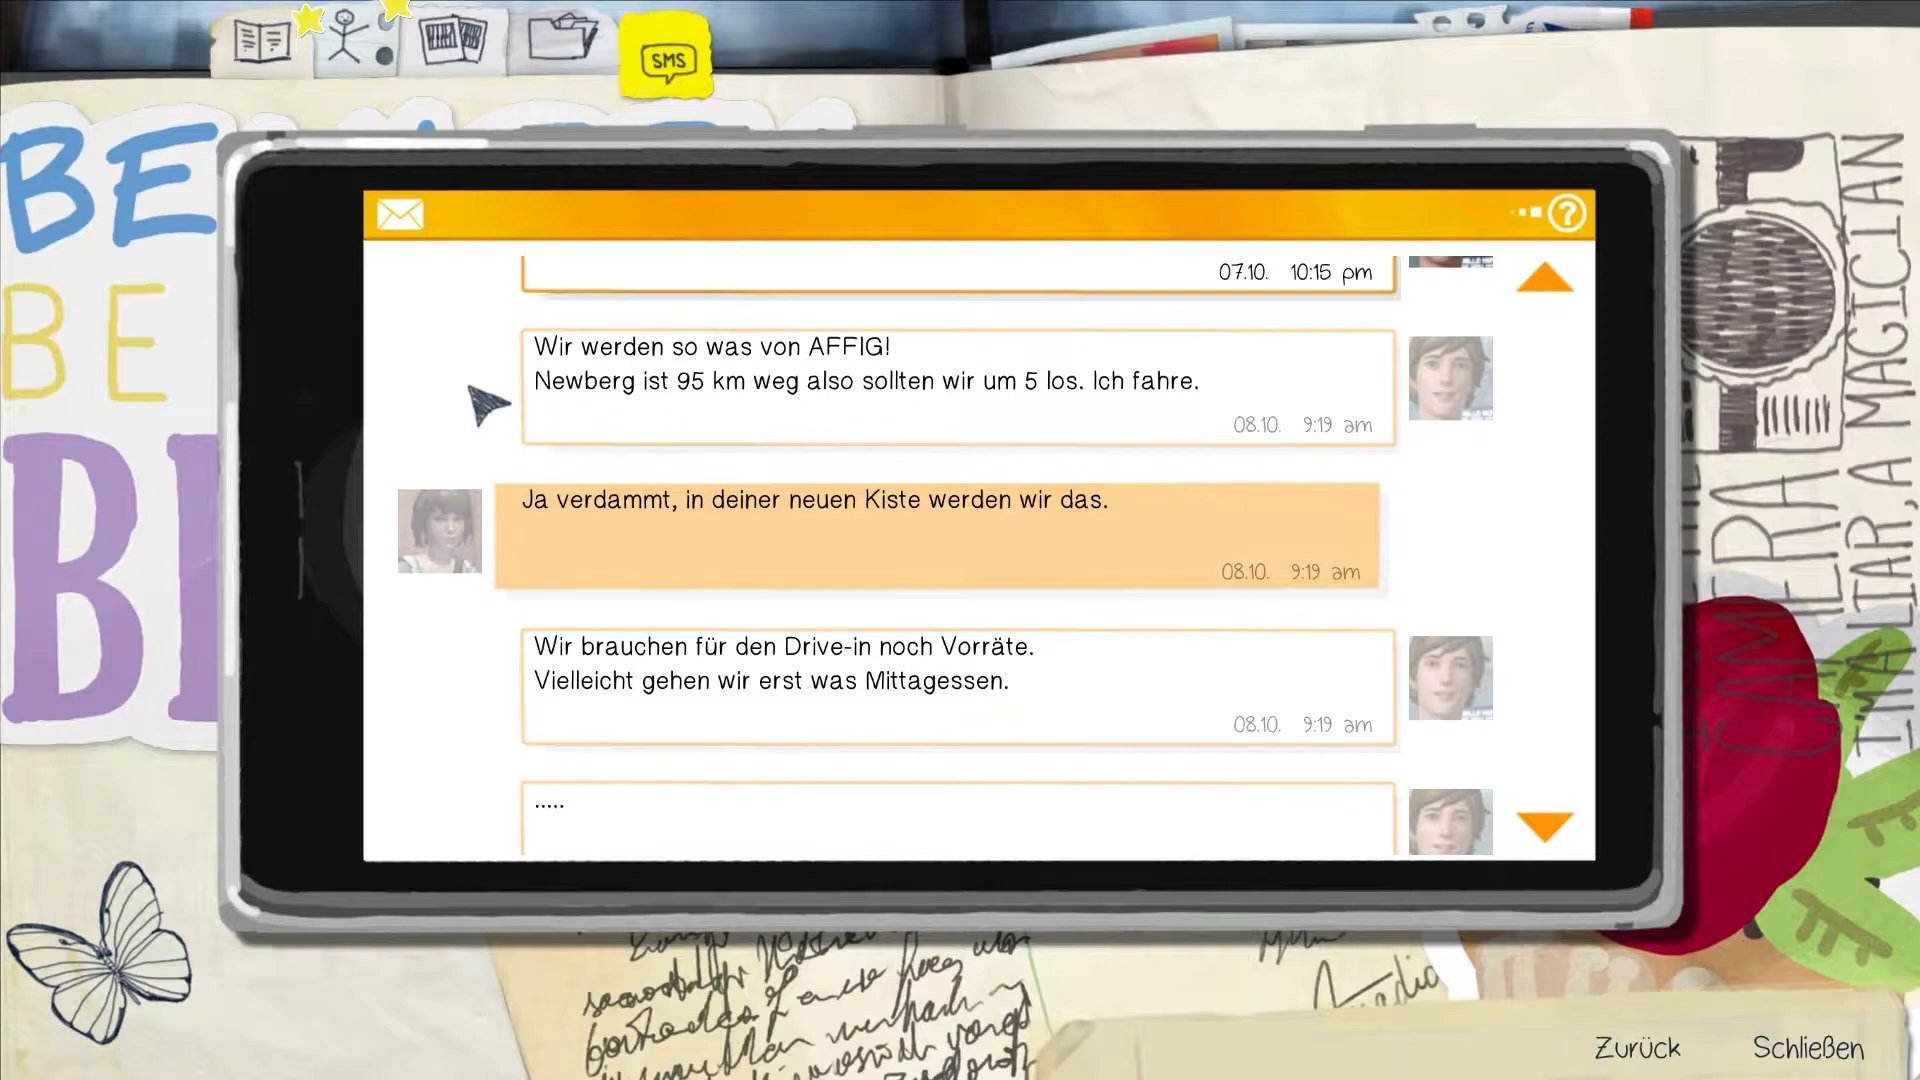 SMS
BE
BE
07.10. 10:15 pm
Wir werden so was von AFFIG!
Newberg ist 95 km weg also sollten wir um 5 los. Ich fahre.
08.10. 9:19 am
Ja verdammt, in deiner neuen Kiste werden wir das.
08.10. 9:19 am
Wir brauchen für den Drive-in noch Vorräte.
Vielleicht gehen wir erst was Mittagessen.
08.10. 9:19 am
.....
CAMERA
LIAR, A MAGICIAN
Zurück
Schließen